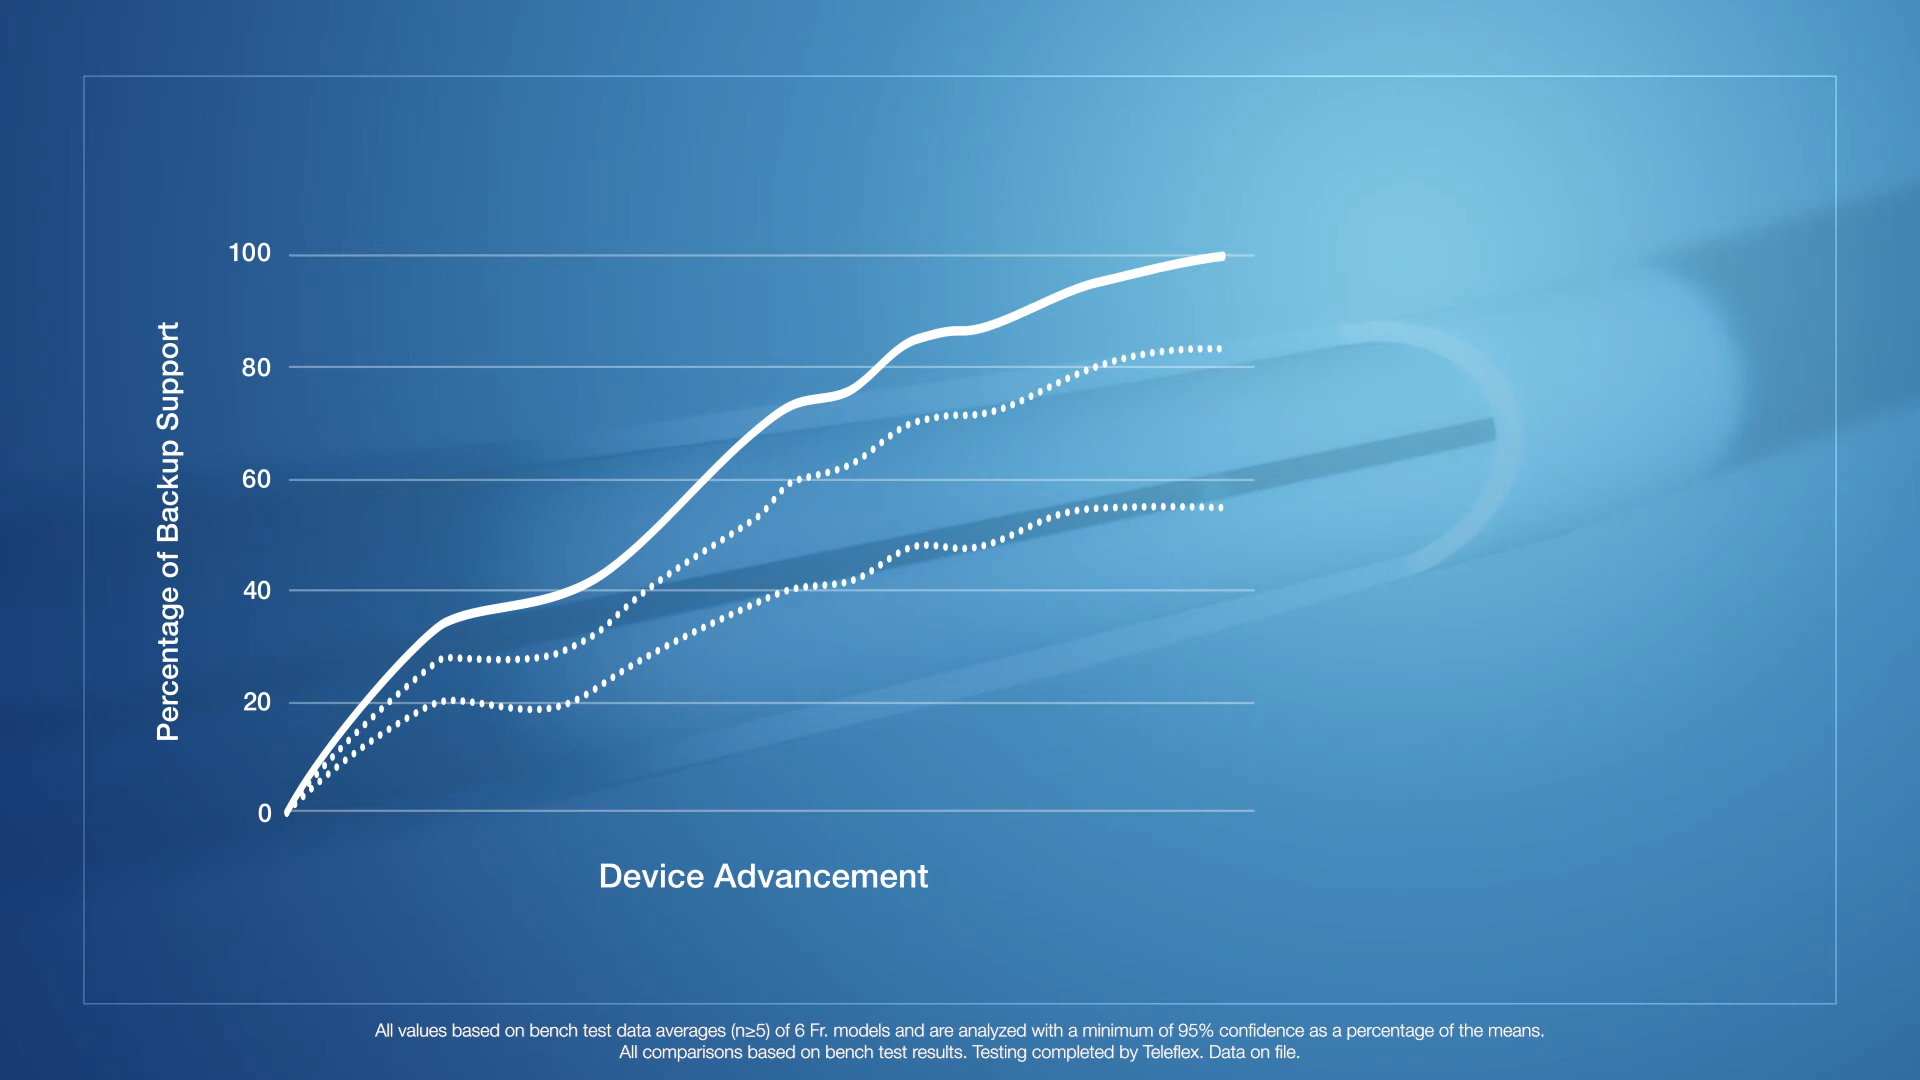 100
80
60
40
20
0
Percentage of Backup Support
Device Advancement
All values based on bench test data averages (n≥5) of 6 Fr. models and are analyzed with a minimum of 95% confidence as a percentage of the means.
All comparisons based on bench test results. Testing completed by Teleflex. Data on file.